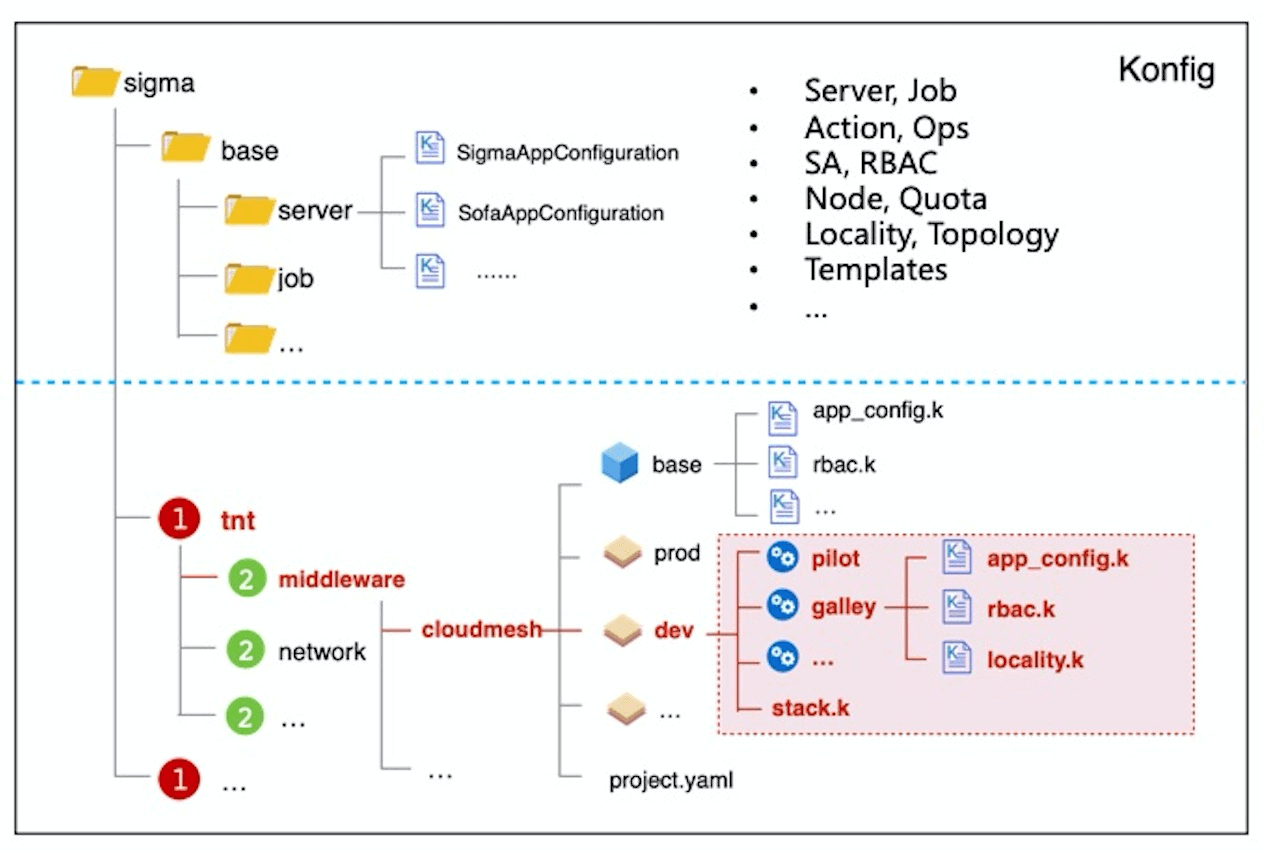 Konfig
sigma
base
server
job
...
SigmaAppConfiguration
SofaAppConfiguration
......
• Server, Job
• Action, Ops
• SA, RBAC
• Node, Quota
• Locality, Topology
• Templates
• ...
1 tnt
2 middleware
2 network
2 ...
1 ...
cloudmesh
...
base
prod
dev
...
project.yaml
app_config.k
rbac.k
...
pilot
galley
...
stack.k
app_config.k
rbac.k
locality.k